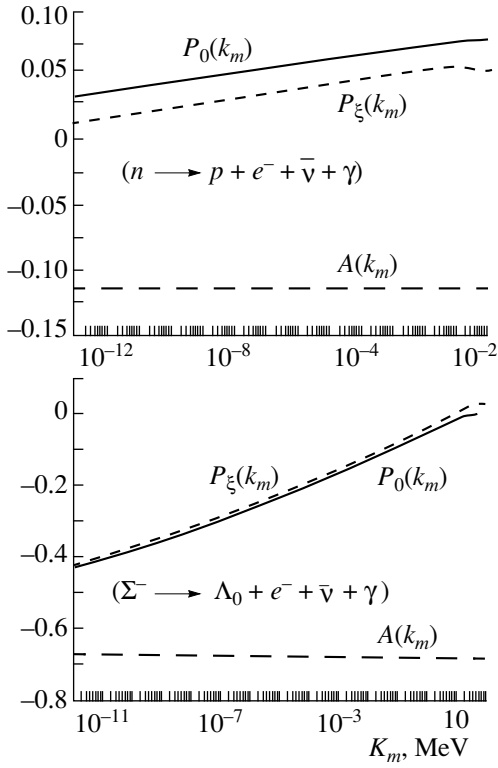 0.10
P₀(kₘ)
0.05
P_ξ(kₘ)
0
(n → p + e⁻ + ν̄ + γ)
–0.05
A(kₘ)
–0.10
–0.15
10⁻¹² 10⁻⁸ 10⁻⁴ 10⁻²
0
P_ξ(kₘ) P₀(kₘ)
–0.2
–0.4
(Σ⁻ → Λ₀ + e⁻ + ν̄ + γ)
–0.6
A(kₘ)
–0.8
10⁻¹¹ 10⁻⁷ 10⁻³ 10
Kₘ, MeV